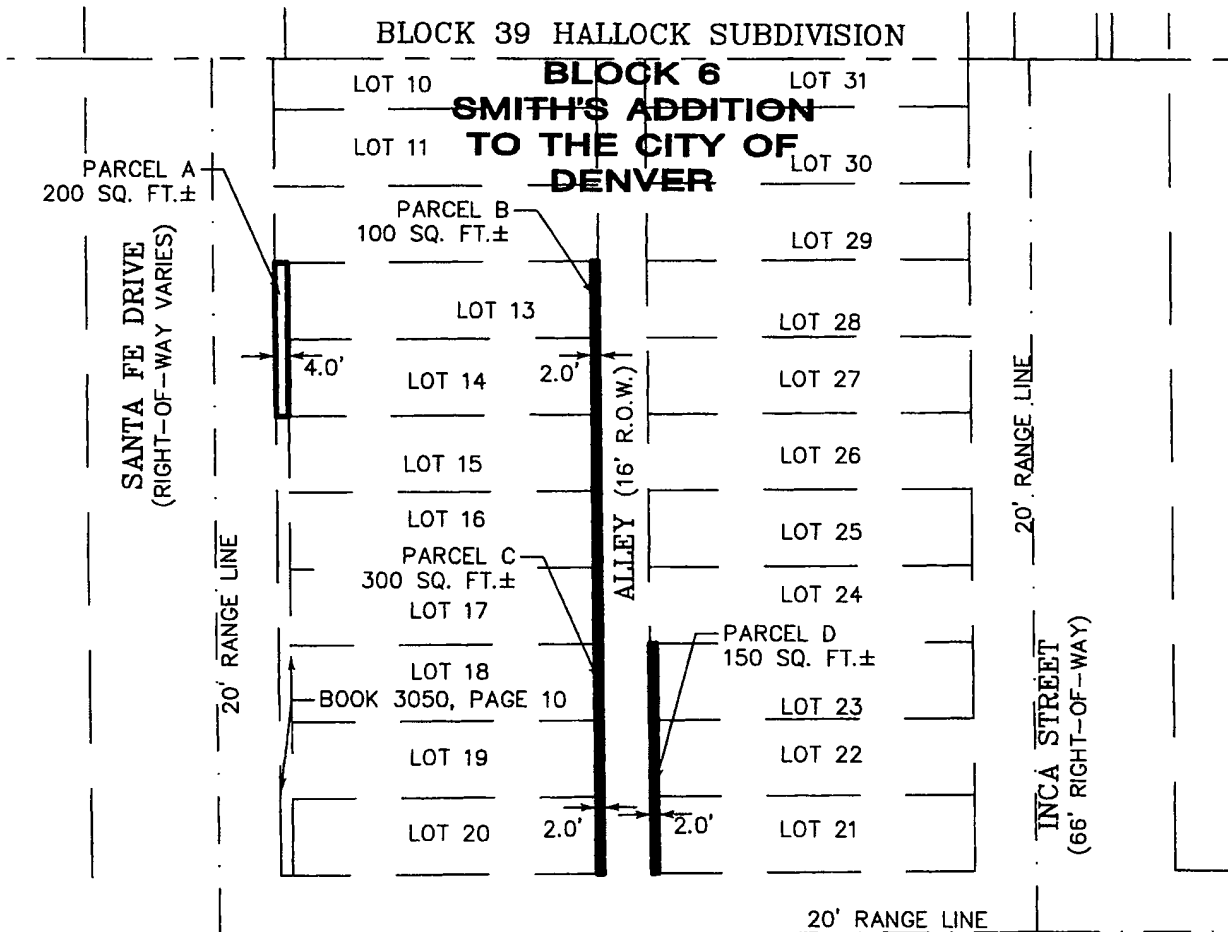 BLOCK 39 HALLOCK SUBDIVISION
BLOCK 6
SMITH'S ADDITION
TO THE CITY OF
DENVER
LOT 10
LOT 31
LOT 11
LOT 30
PARCEL A
200 SQ. FT.±
PARCEL B
100 SQ. FT.±
LOT 29
SANTA FE DRIVE
(RIGHT-OF-WAY VARIES)
LOT 13
LOT 28
4.0'
2.0'
LOT 14
LOT 27
ALLEY (16' R.O.W.)
20' RANGE LINE
LOT 15
LOT 26
LOT 16
LOT 25
20' RANGE LINE
PARCEL C
300 SQ. FT.±
LOT 17
LOT 24
PARCEL D
150 SQ. FT.±
LOT 18
BOOK 3050, PAGE 10
LOT 23
INCA STREET
(66' RIGHT-OF-WAY)
LOT 19
LOT 22
LOT 20
2.0'
2.0'
LOT 21
20' RANGE LINE